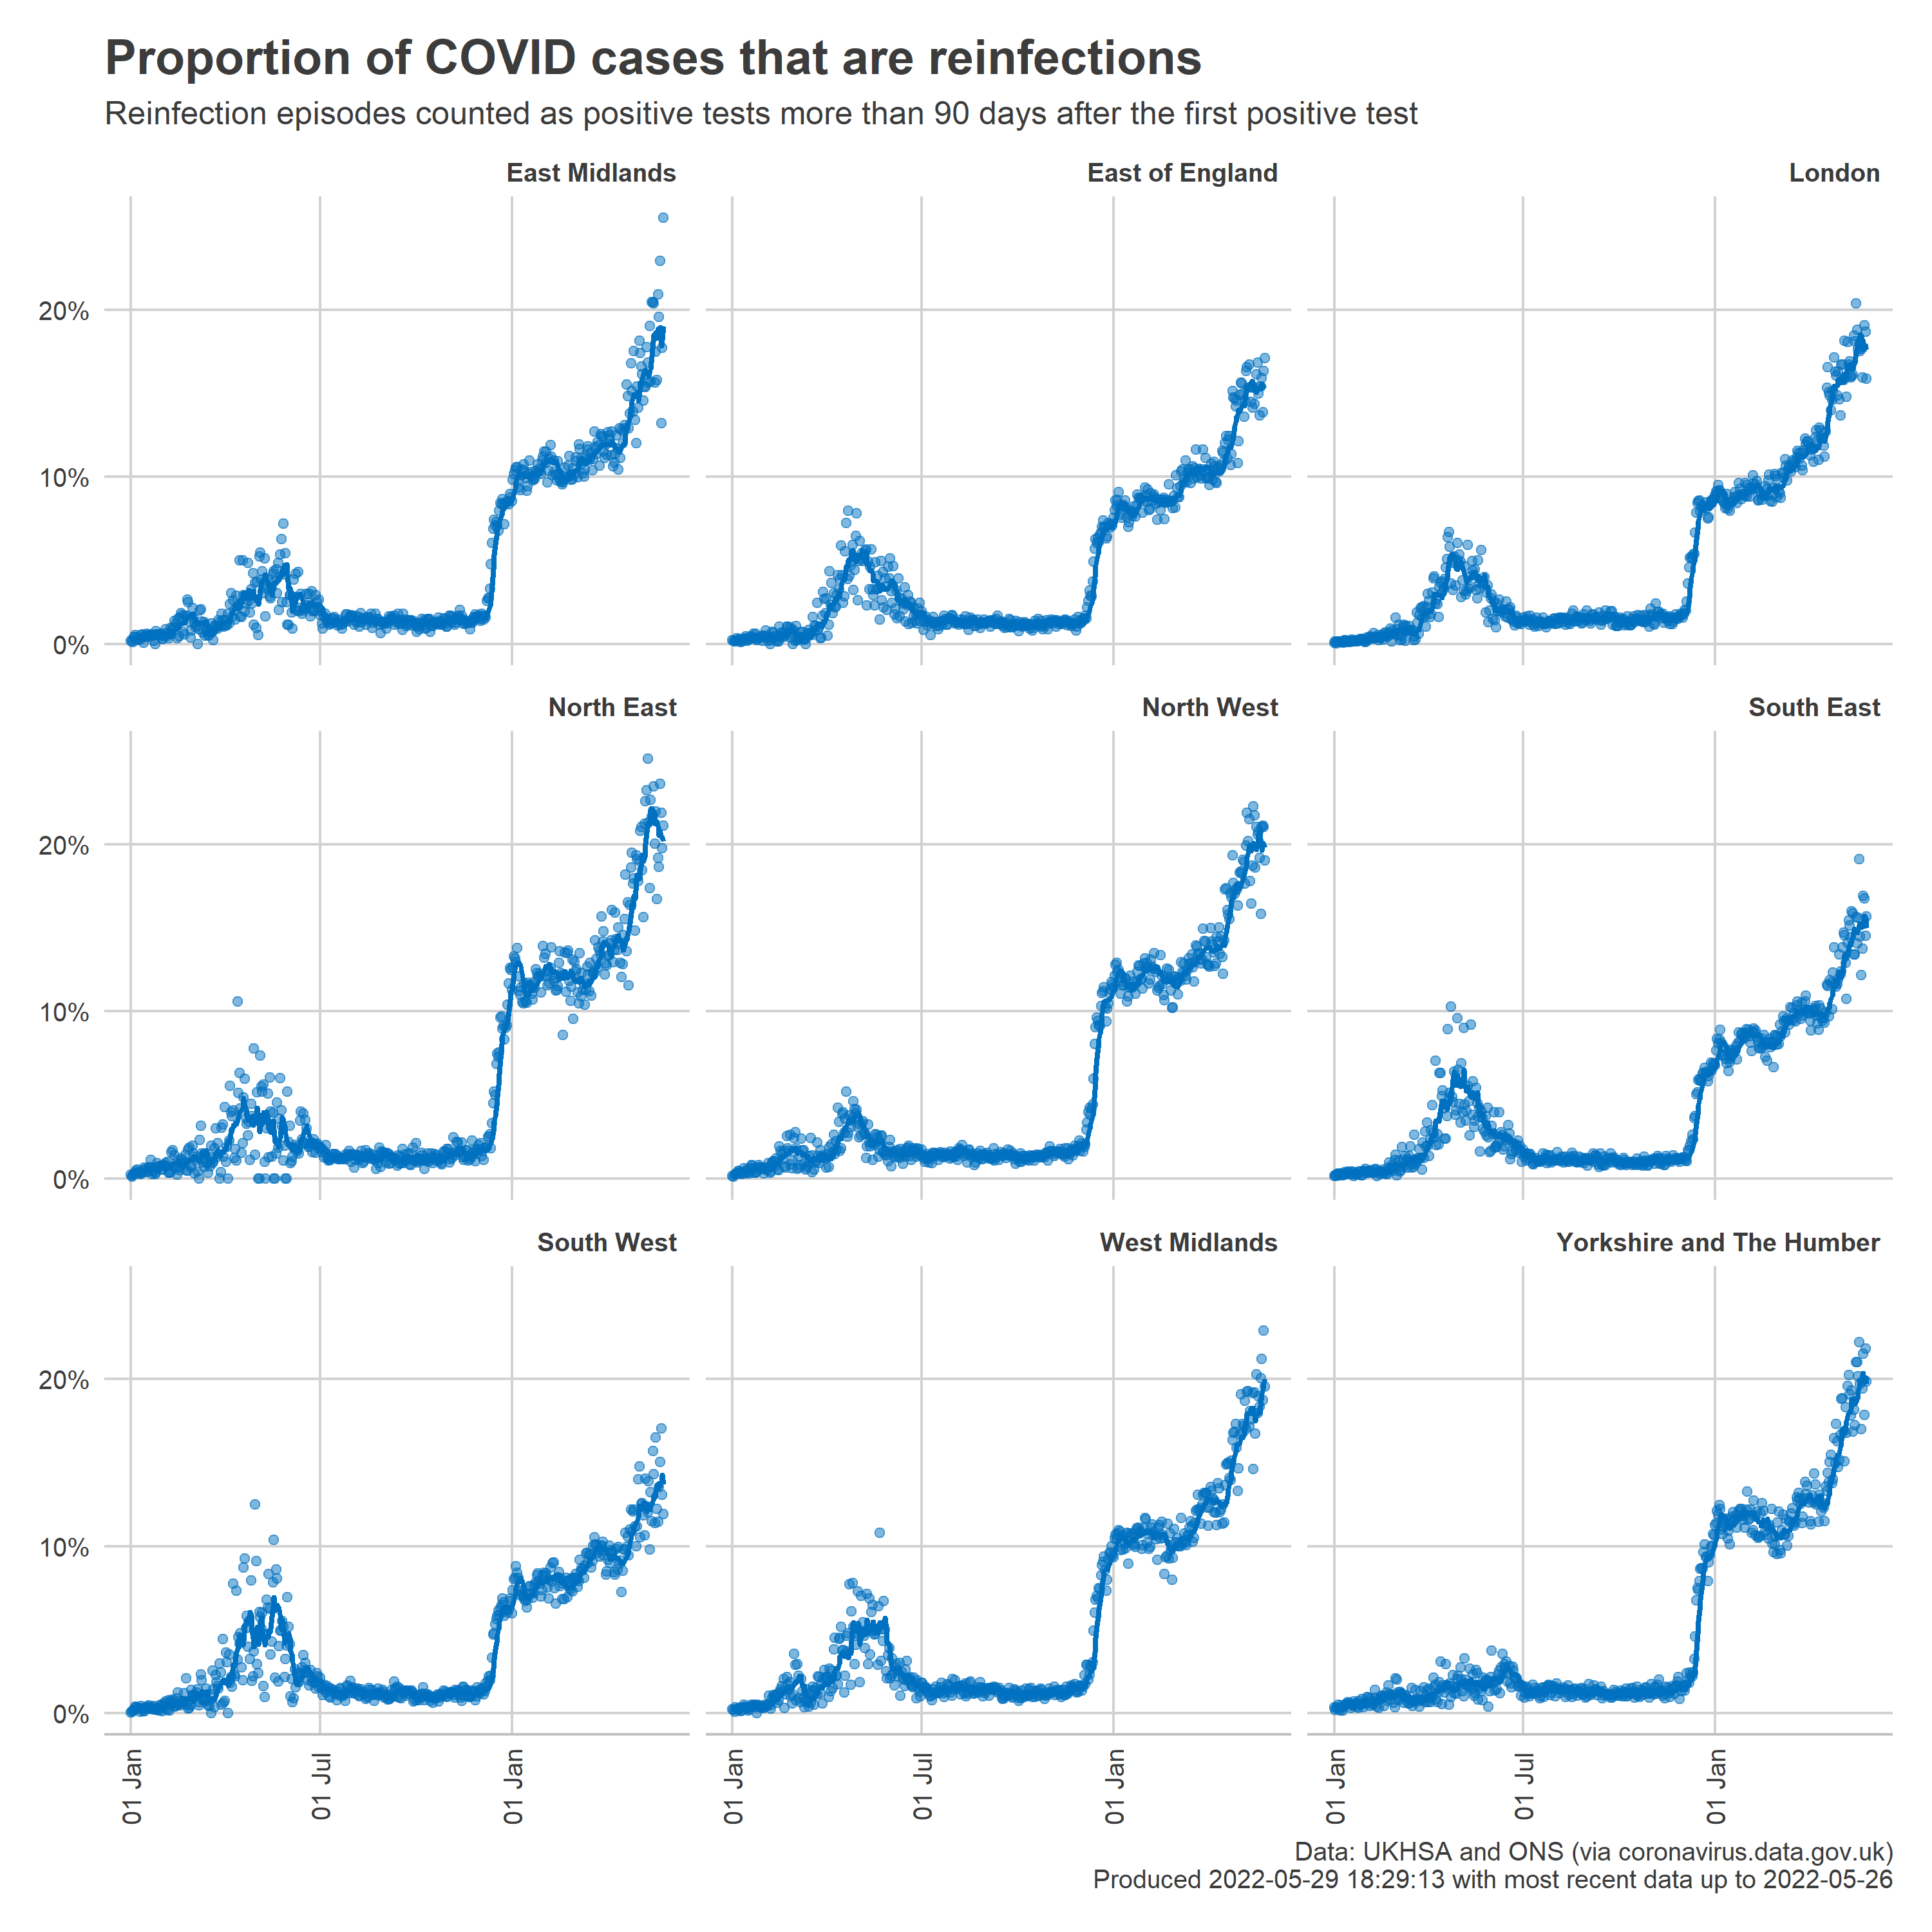 Proportion of COVID cases that are reinfections
Reinfection episodes counted as positive tests more than 90 days after the first positive test
East Midlands
East of England
London
20%
10%
0%
North East
North West
South East
20%
10%
0%
South West
West Midlands
Yorkshire and The Humber
20%
10%
0%
01 Jan
01 Jul
01 Jan
01 Jan
01 Jul
01 Jan
01 Jan
01 Jul
01 Jan
Data: UKHSA and ONS (via coronavirus.data.gov.uk)
Produced 2022-05-29 18:29:13 with most recent data up to 2022-05-26